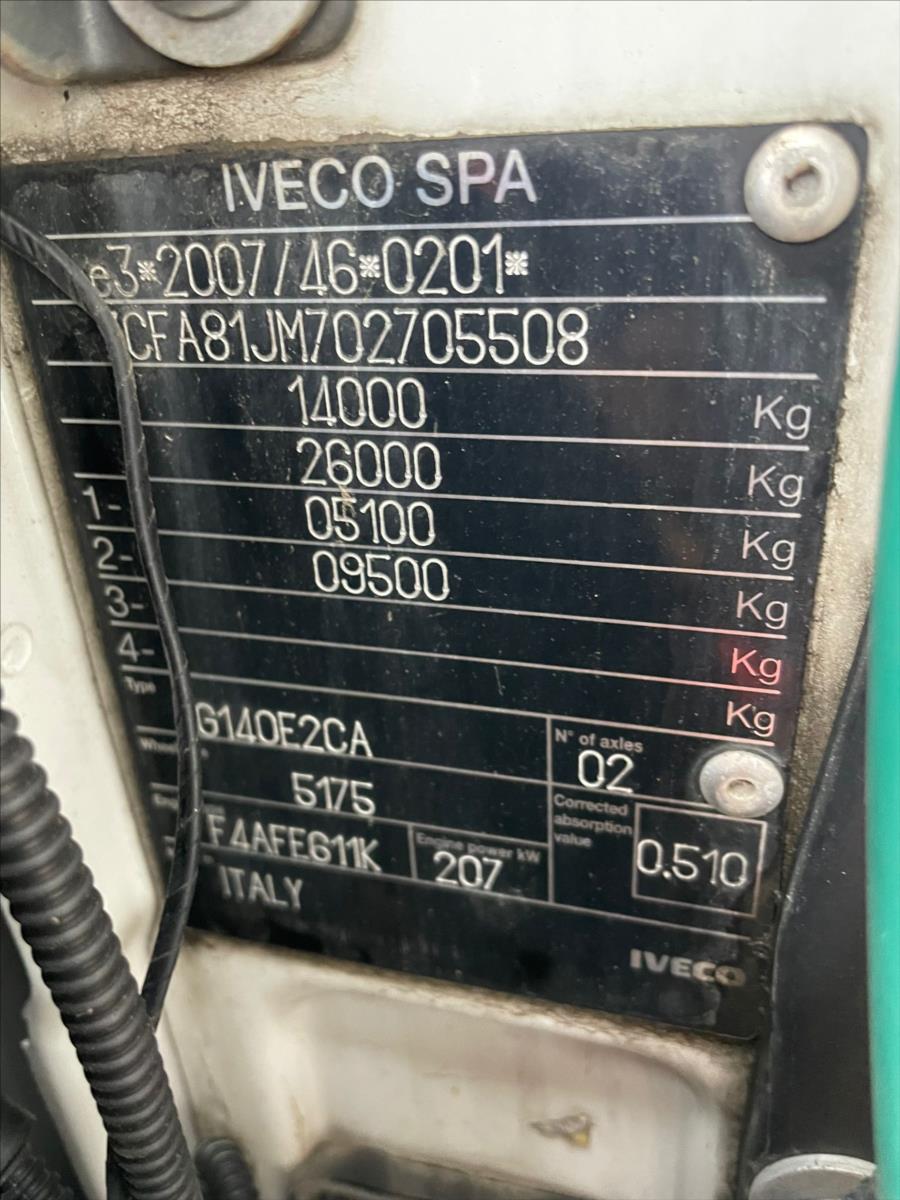 IVECO SPA
e3*2007/46*0201*
CFA81JM702705508
14000 Kg
26000 Kg
1- 05100 Kg
2- 09500 Kg
3- Kg
4- Kg
Type G140E2CA
N° of axles 02
5175
Corrected absorption value 0.510
F4AFE611K
Engine power kW 207
ITALY
IVECO